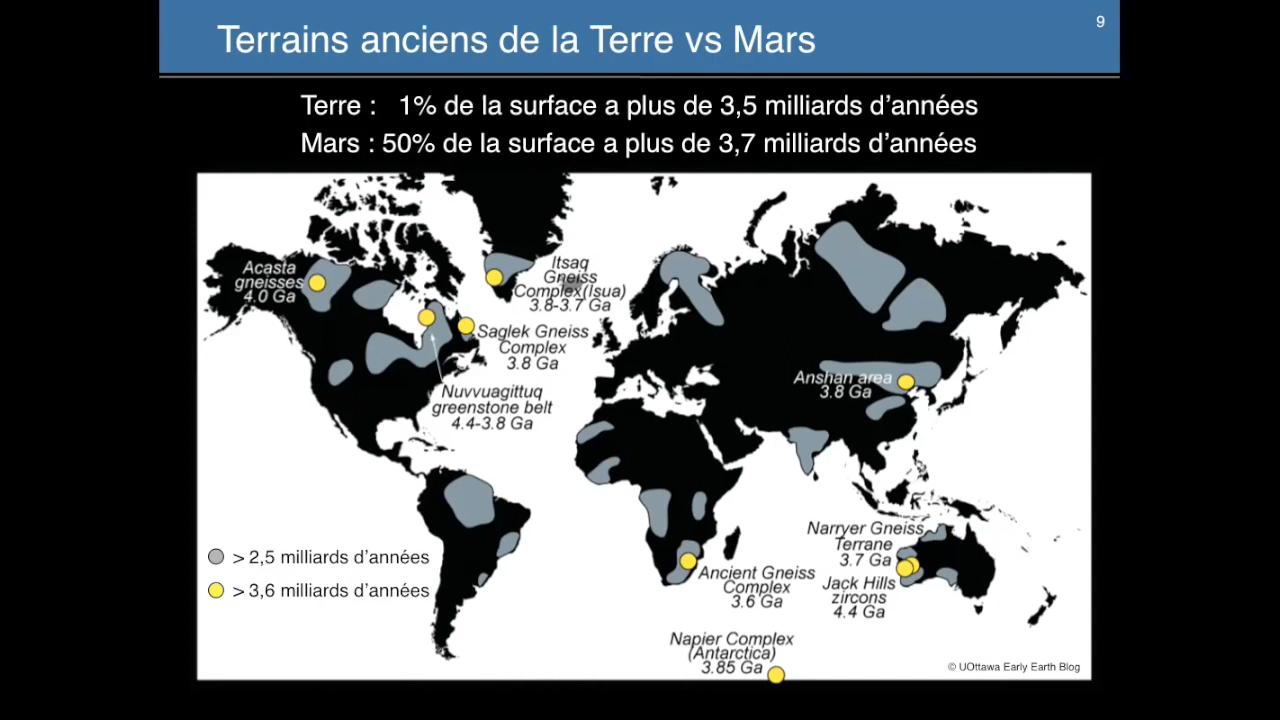 Terrains anciens de la Terre vs Mars
9
Terre : 1% de la surface a plus de 3,5 milliards d'années
Mars : 50% de la surface a plus de 3,7 milliards d'années
Acasta
gneisses
4.0 Ga
Itsaq
Gneiss
Complex(Isua)
3.8-3.7 Ga
Saglek Gneiss
Complex
3.8 Ga
Nuvvuagittuq
greenstone belt
4.4-3.8 Ga
Anshan area
3.8 Ga
Narryer Gneiss
Terrane
3.7 Ga
Jack Hills
zircons
4.4 Ga
Ancient Gneiss
Complex
3.6 Ga
Napier Complex
(Antarctica)
3.85 Ga
> 2,5 milliards d'années
> 3,6 milliards d'années
© UOttawa Early Earth Blog